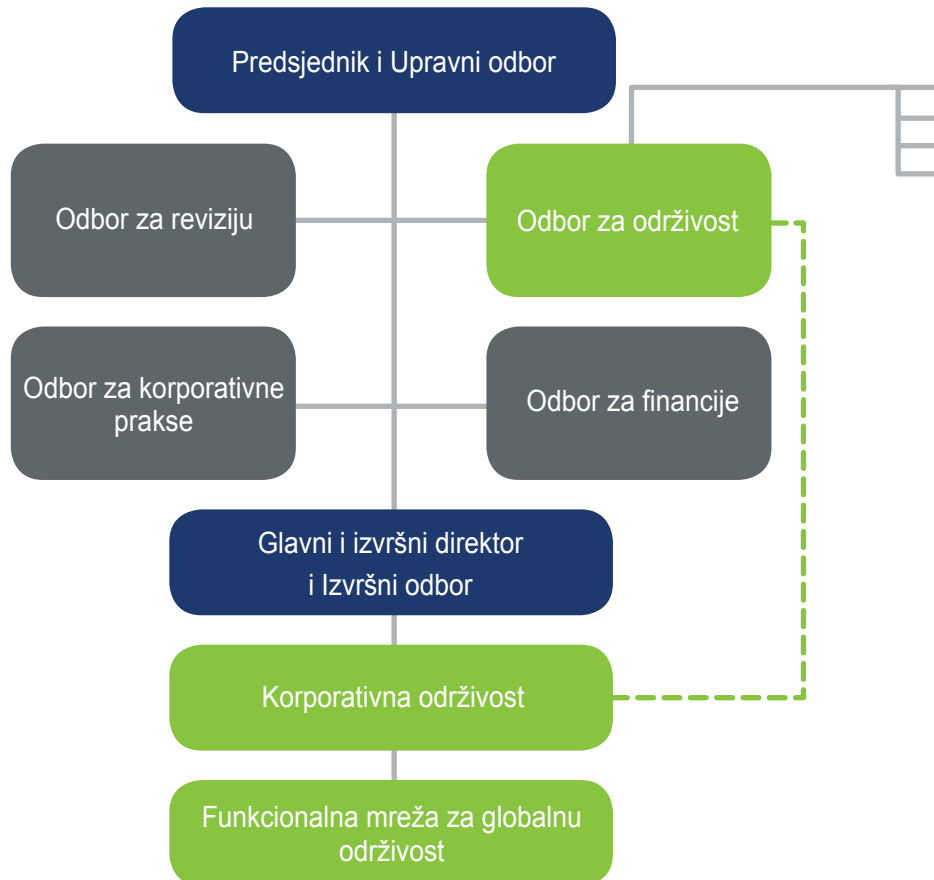 Predsjednik i Upravni odbor
Odbor za reviziju
Odbor za održivost
Odbor za korporativne
prakse
Odbor za financije
Glavni i izvršni direktor
i Izvršni odbor
Korporativna održivost
Funkcionalna mreža za globalnu
održivost